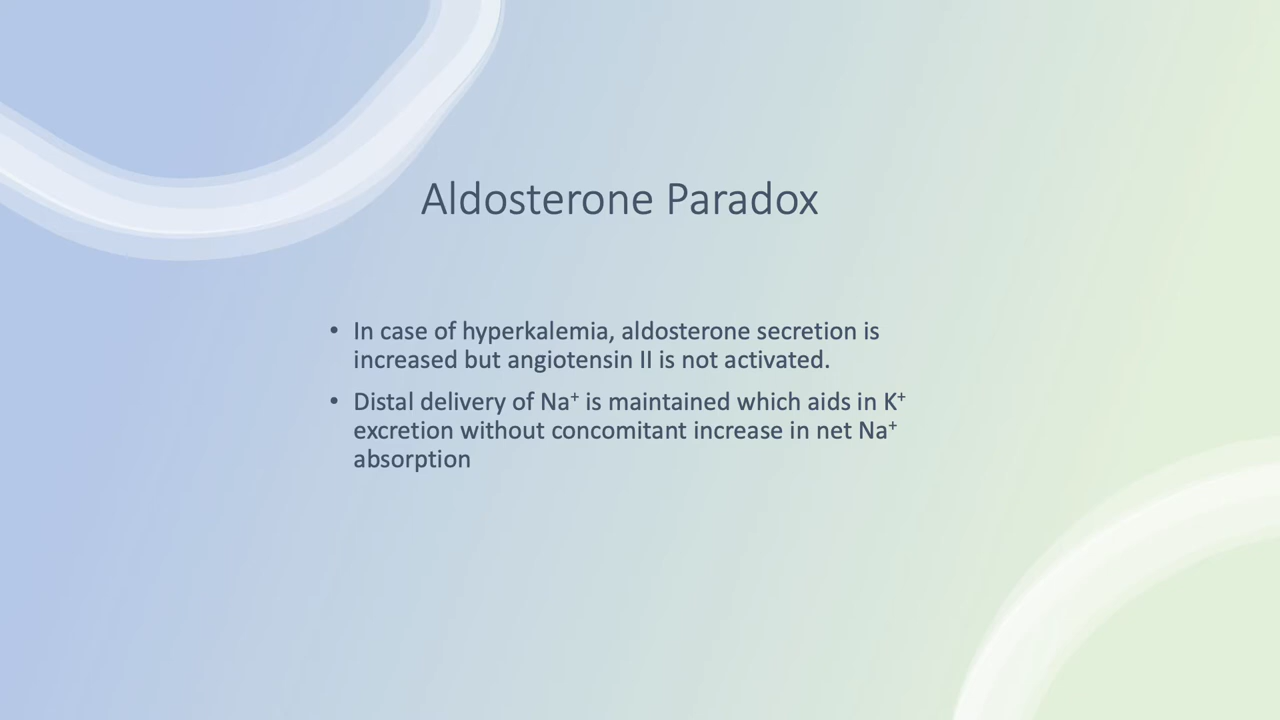 Aldosterone Paradox
• In case of hyperkalemia, aldosterone secretion is
increased but angiotensin II is not activated.
• Distal delivery of Na⁺ is maintained which aids in K⁺
excretion without concomitant increase in net Na⁺
absorption